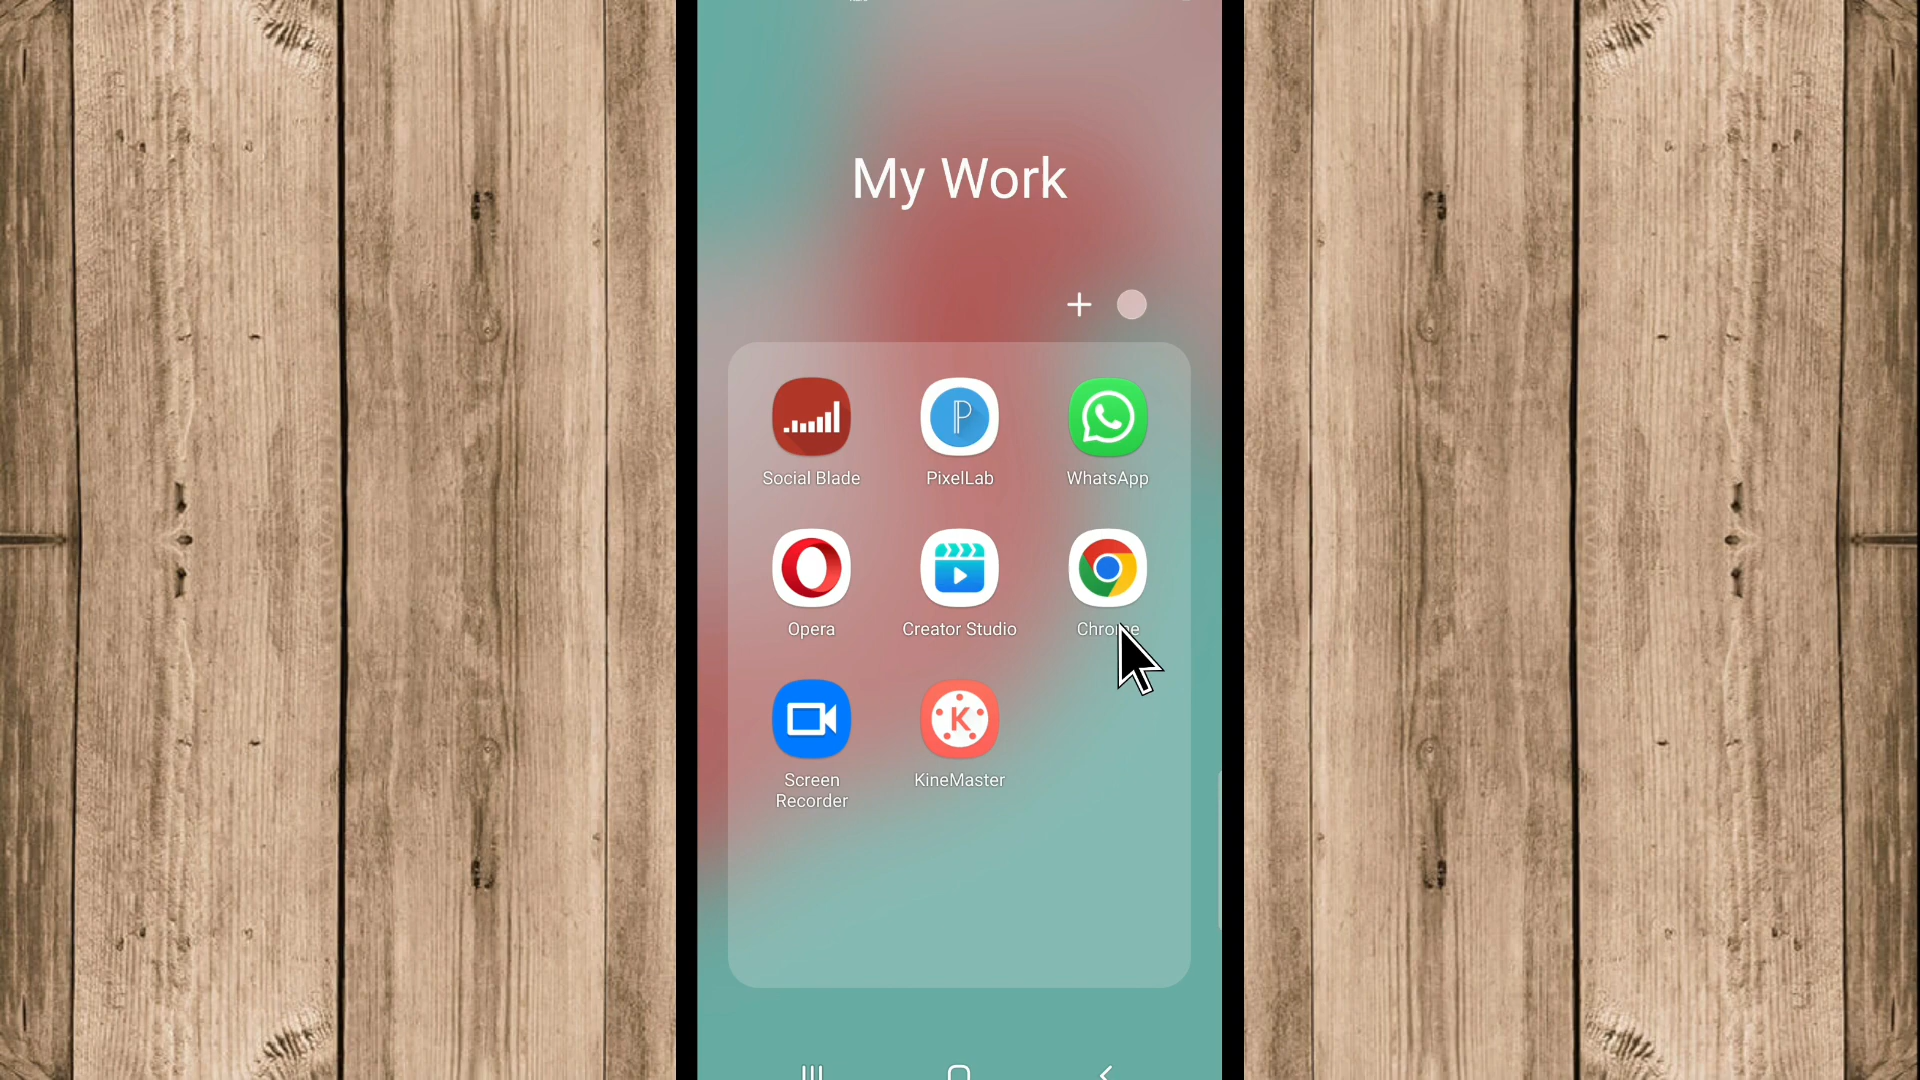 My Work
Social Blade
PixelLab
WhatsApp
Opera
Creator Studio
Chrome
Screen
Recorder
KineMaster